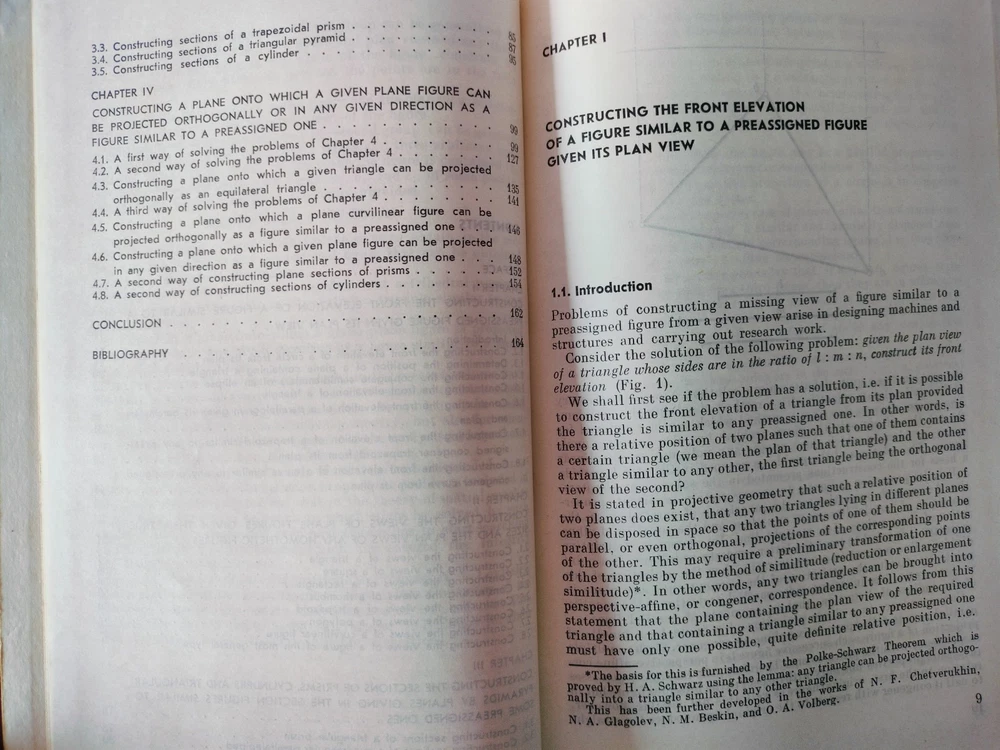 3.3. Constructing sections of a trapezoidal prism . . . . . . . . 85
3.4. Constructing sections of a triangular pyramid . . . . . . . . 87
3.5. Constructing sections of a cylinder . . . . . . . . . . 95
CHAPTER IV
CONSTRUCTING A PLANE ONTO WHICH A GIVEN PLANE FIGURE CAN
BE PROJECTED ORTHOGONALLY OR IN ANY GIVEN DIRECTION AS A
FIGURE SIMILAR TO A PREASSIGNED ONE . . . . . . . . . . 99
4.1. A first way of solving the problems of Chapter 4 . . . . . . 99
4.2. A second way of solving the problems of Chapter 4 . . . . . . 127
4.3. Constructing a plane onto which a given triangle can be projected
orthogonally as an equilateral triangle . . . . . . . . . . 135
4.4. A third way of solving the problems of Chapter 4 . . . . . . 141
4.5. Constructing a plane onto which a plane curvilinear figure can be
projected orthogonally as a figure similar to a preassigned one . . . 146
4.6. Constructing a plane onto which a given plane figure can be projected
in any given direction as a figure similar to a preassigned one . . . 148
4.7. A second way of constructing plane sections of prisms . . . . . 152
4.8. A second way of constructing sections of cylinders . . . . . . 154
CONCLUSION . . . . . . . . . . . . . . . . . . . . 162
BIBLIOGRAPHY . . . . . . . . . . . . . . . . . . . 164
CHAPTER I
CONSTRUCTING THE FRONT ELEVATION
OF A FIGURE SIMILAR TO A PREASSIGNED FIGURE
GIVEN ITS PLAN VIEW
1.1. Introduction
Problems of constructing a missing view of a figure similar to a
preassigned figure from a given view arise in designing machines and
structures and carrying out research work.
Consider the solution of the following problem: given the plan view
of a triangle whose sides are in the ratio of l : m : n, construct its front
elevation (Fig. 1).
We shall first see if the problem has a solution, i.e. if it is possible
to construct the front elevation of a triangle from its plan provided
the triangle is similar to any preassigned one. In other words, is
there a relative position of two planes such that one of them contains
a certain triangle (we mean the plan of that triangle) and the other
a triangle similar to any other, the first triangle being the orthogonal
view of the second?
It is stated in projective geometry that such a relative position of
two planes does exist, that any two triangles lying in different planes
can be disposed in space so that the points of one of them should be
parallel, or even orthogonal, projections of the corresponding points
of the other. This may require a preliminary transformation of one
of the triangles by the method of similitude (reduction or enlargement
similitude)*. In other words, any two triangles can be brought into
perspective-affine, or congener, correspondence. It follows from this
statement that the plane containing the plan view of the required
triangle and that containing a triangle similar to any preassigned one
must have only one possible, quite definite relative position, i.e.
*The basis for this is furnished by the Polke-Schwarz Theorem which is
proved by H. A. Schwarz using the lemma: any triangle can be projected orthogo-
nally into a triangle similar to any other triangle.
This has been further developed in the works of N. F. Chetverukhin,
N. A. Glagolev, N. M. Beskin, and O. A. Volberg.
9